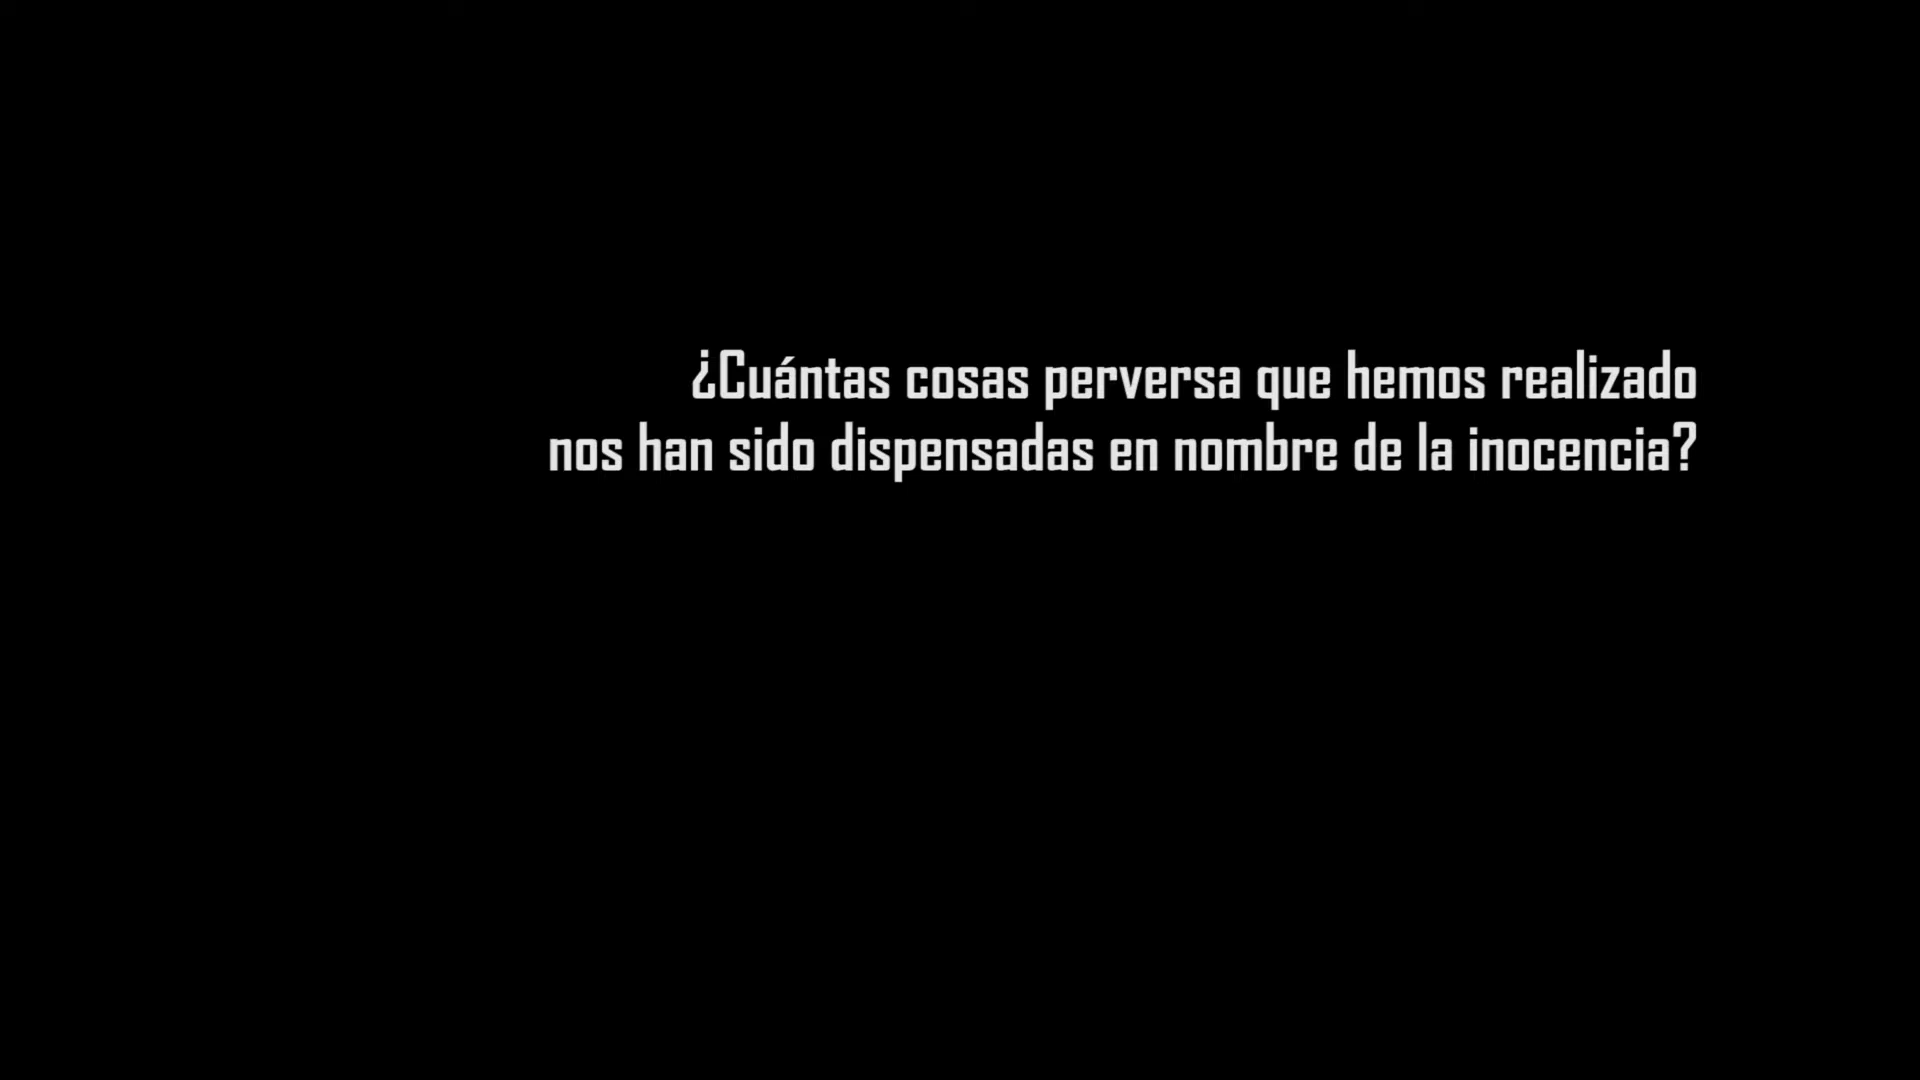 ¿Cuántas cosas perversa que hemos realizado
nos han sido dispensadas en nombre de la inocencia?